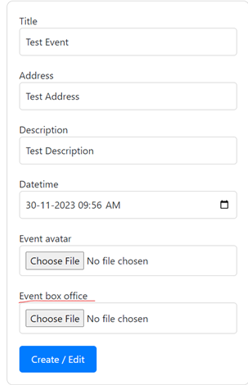 Title
Test Event
Address
Test Address
Description
Test Description
Datetime
30-11-2023 09:56 AM
Event avatar
Choose File No file chosen
Event box office
Choose File No file chosen
Create / Edit